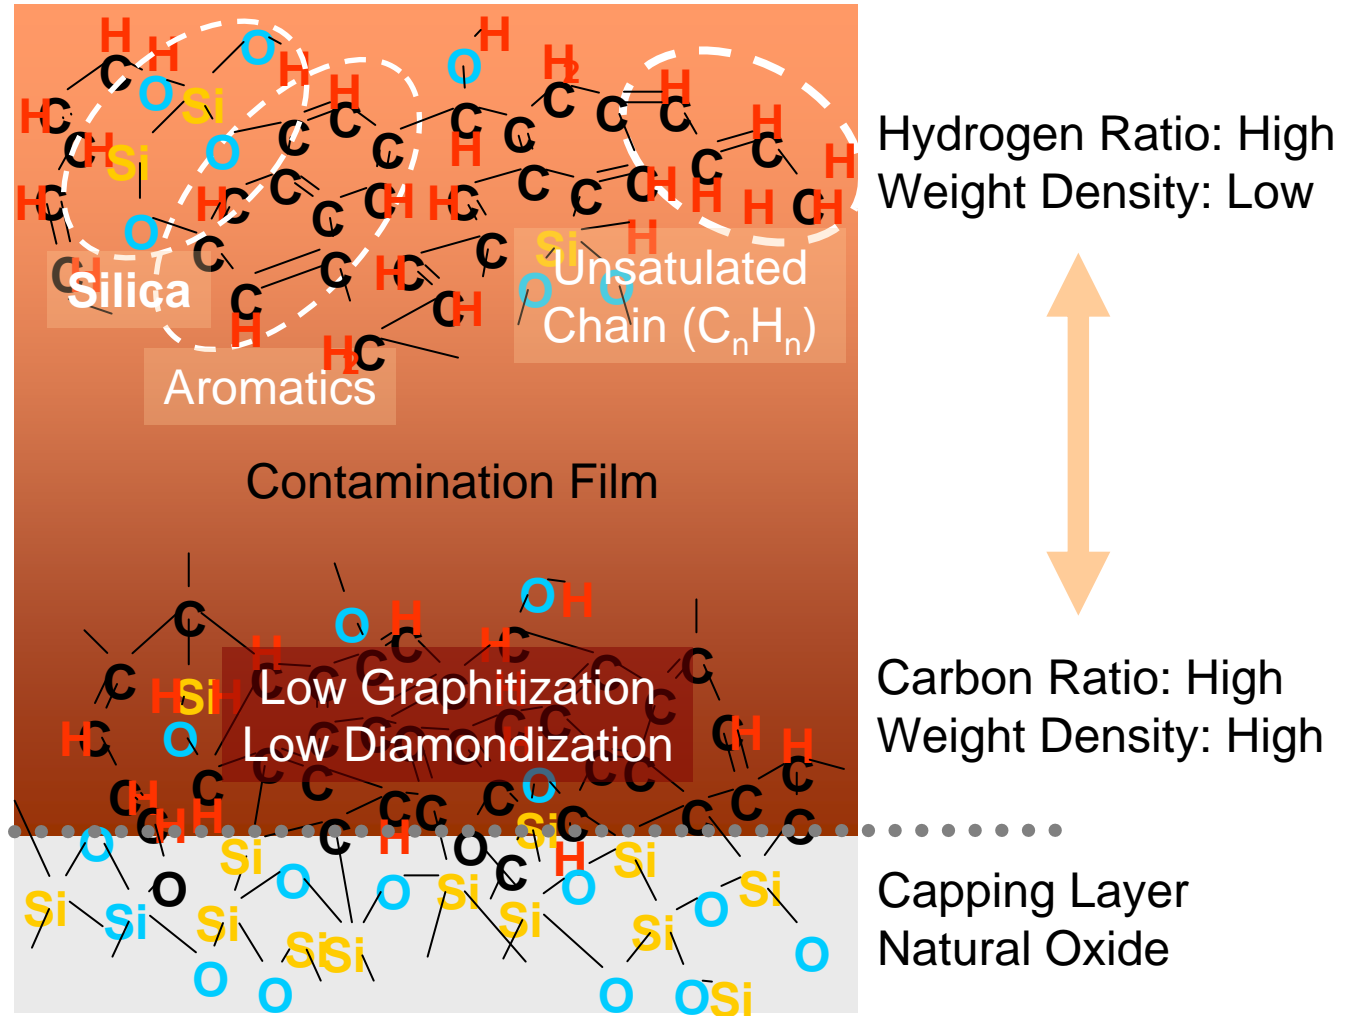 Hydrogen Ratio: High
Weight Density: Low
Silica
Unsatulated
Chain (CnHn)
Aromatics
Contamination Film
Low Graphitization
Low Diamondization
Carbon Ratio: High
Weight Density: High
Capping Layer
Natural Oxide